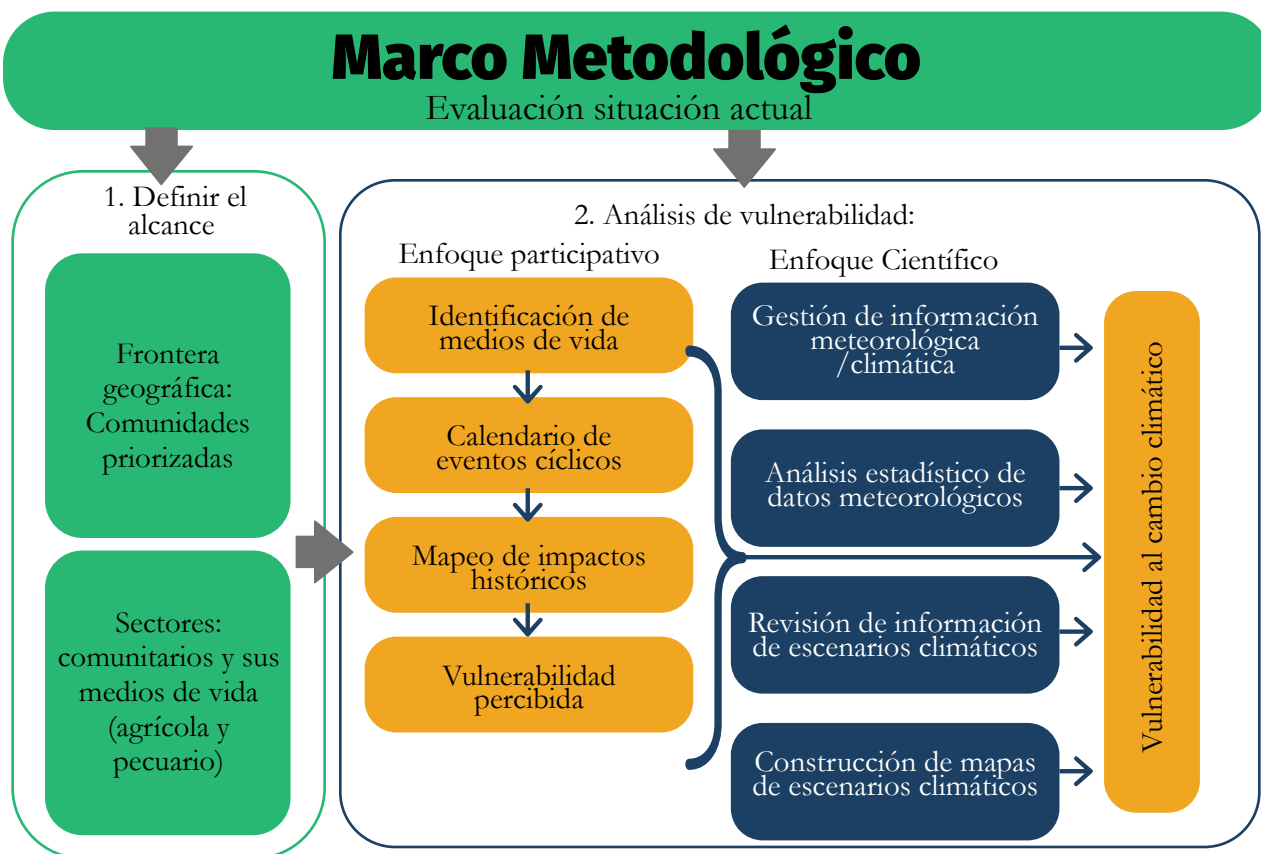 Marco Metodológico
Evaluación situación actual
1. Definir el
alcance
Frontera
geográfica:
Comunidades
priorizadas
Sectores:
comunitarios y sus
medios de vida
(agrícola y
pecuario)
2. Análisis de vulnerabilidad:
Enfoque participativo
Identificación de
medios de vida
Calendario de
eventos cíclicos
Mapeo de impactos
históricos
Vulnerabilidad
percibida
Enfoque Científico
Gestión de información
meteorológica
/climática
Análisis estadístico de
datos meteorológicos
Revisión de información
de escenarios climáticos
Construcción de mapas
de escenarios climáticos
Vulnerabilidad al cambio climático